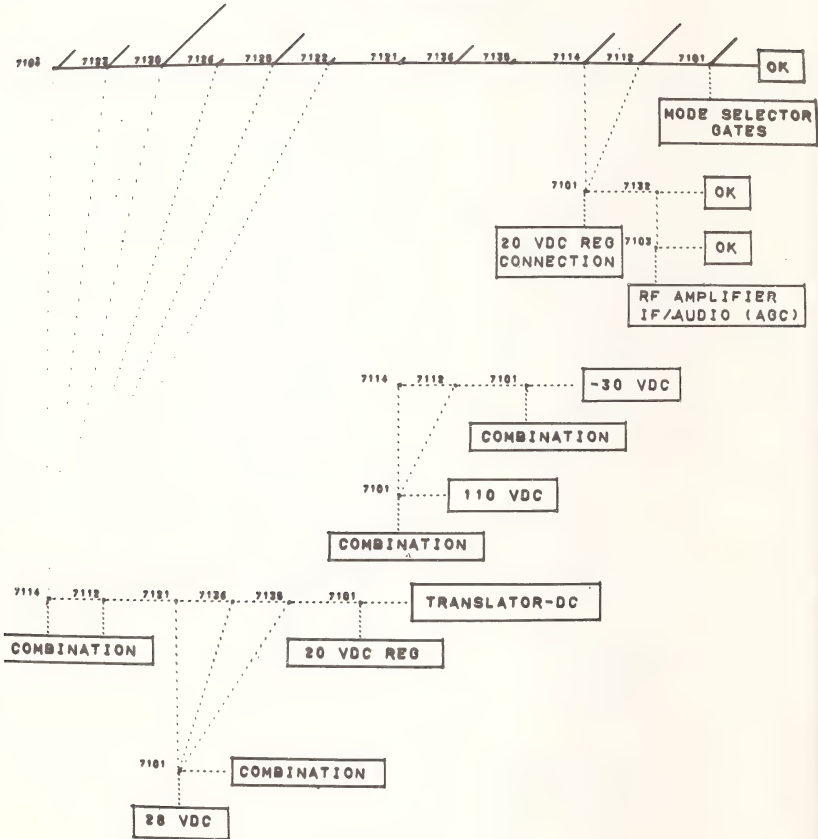 7103 7123 7130 7126 7125 7122 7121 7136 7135 7114 7112 7101 OK
MODE SELECTOR
GATES
7101 7132 OK
20 VDC REG
CONNECTION
7103 OK
RF AMPLIFIER
IF/AUDIO (AGC)
7114 7112 7101 -30 VDC
COMBINATION
7101 110 VDC
COMBINATION
7114 7112 7121 7136 7135 7101 TRANSLATOR-DC
COMBINATION
20 VDC REG
7101 COMBINATION
28 VDC